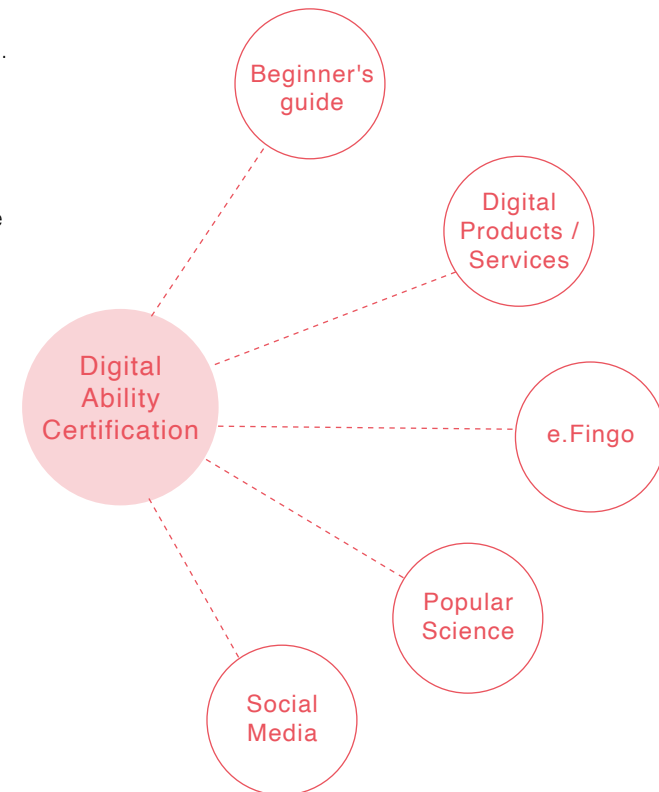 .
Beginner's
guide
Digital
Products /
Services
e
Digital
Ability
Certification
e.Fingo
Popular
Science
Social
Media